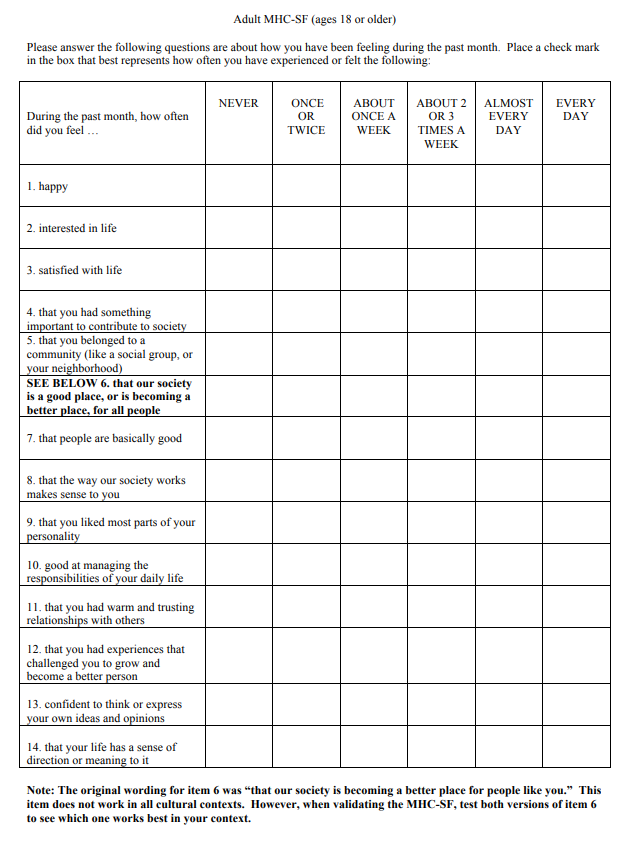 Adult MHC-SF (ages 18 or older)
Please answer the following questions are about how you have been feeling during the past month. Place a check mark
in the box that best represents how often you have experienced or felt the following:
During the past month, how often
did you feel …
NEVER
ONCE
OR
TWICE
ABOUT
ONCE A
WEEK
ABOUT 2
OR 3
TIMES A
WEEK
ALMOST
EVERY
DAY
EVERY
DAY
1. happy
2. interested in life
3. satisfied with life
4. that you had something
important to contribute to society
5. that you belonged to a
community (like a social group, or
your neighborhood)
SEE BELOW 6. that our society
is a good place, or is becoming a
better place, for all people
7. that people are basically good
8. that the way our society works
makes sense to you
9. that you liked most parts of your
personality
10. good at managing the
responsibilities of your daily life
11. that you had warm and trusting
relationships with others
12. that you had experiences that
challenged you to grow and
become a better person
13. confident to think or express
your own ideas and opinions
14. that your life has a sense of
direction or meaning to it
Note: The original wording for item 6 was “that our society is becoming a better place for people like you.” This
item does not work in all cultural contexts. However, when validating the MHC-SF, test both versions of item 6
to see which one works best in your context.